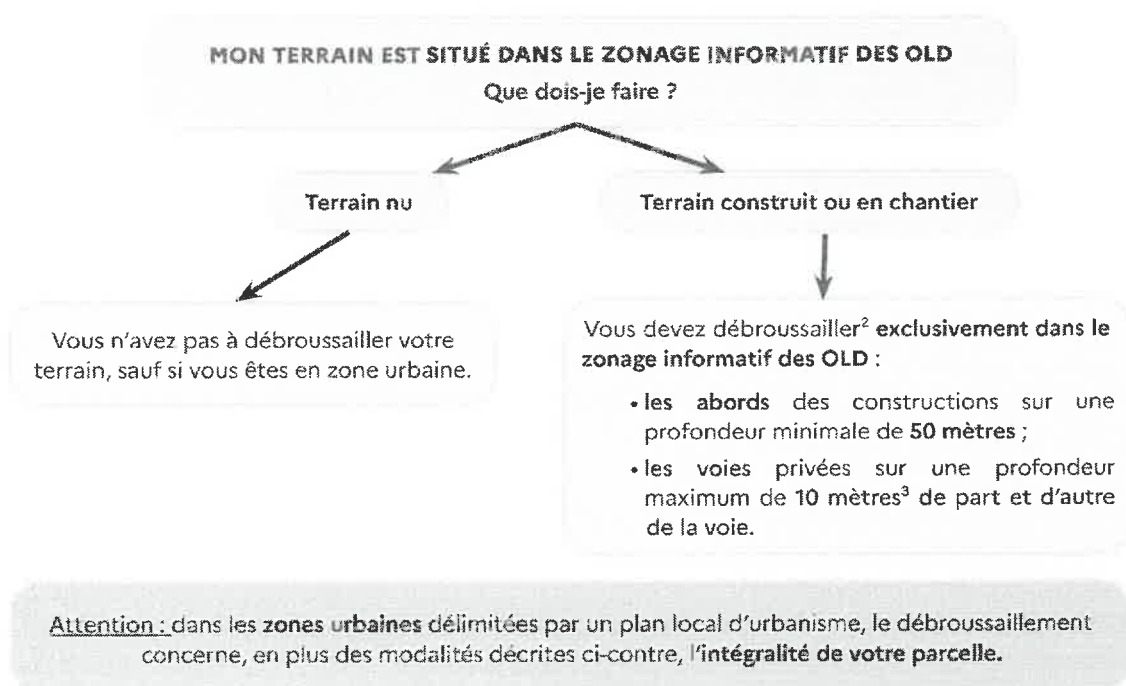 MON TERRAIN EST SITUÉ DANS LE ZONAGE INFORMATIF DES OLD
Que dois-je faire ?
Terrain nu
Terrain construit ou en chantier
Vous n'avez pas à débroussailler votre
terrain, sauf si vous êtes en zone urbaine.
Vous devez débroussailler² exclusivement dans le
zonage informatif des OLD :
• les abords des constructions sur une
profondeur minimale de 50 mètres ;
• les voies privées sur une profondeur
maximum de 10 mètres³ de part et d'autre
de la voie.
Attention : dans les zones urbaines délimitées par un plan local d'urbanisme, le débroussaillement
concerne, en plus des modalités décrites ci-contre, l'intégralité de votre parcelle.